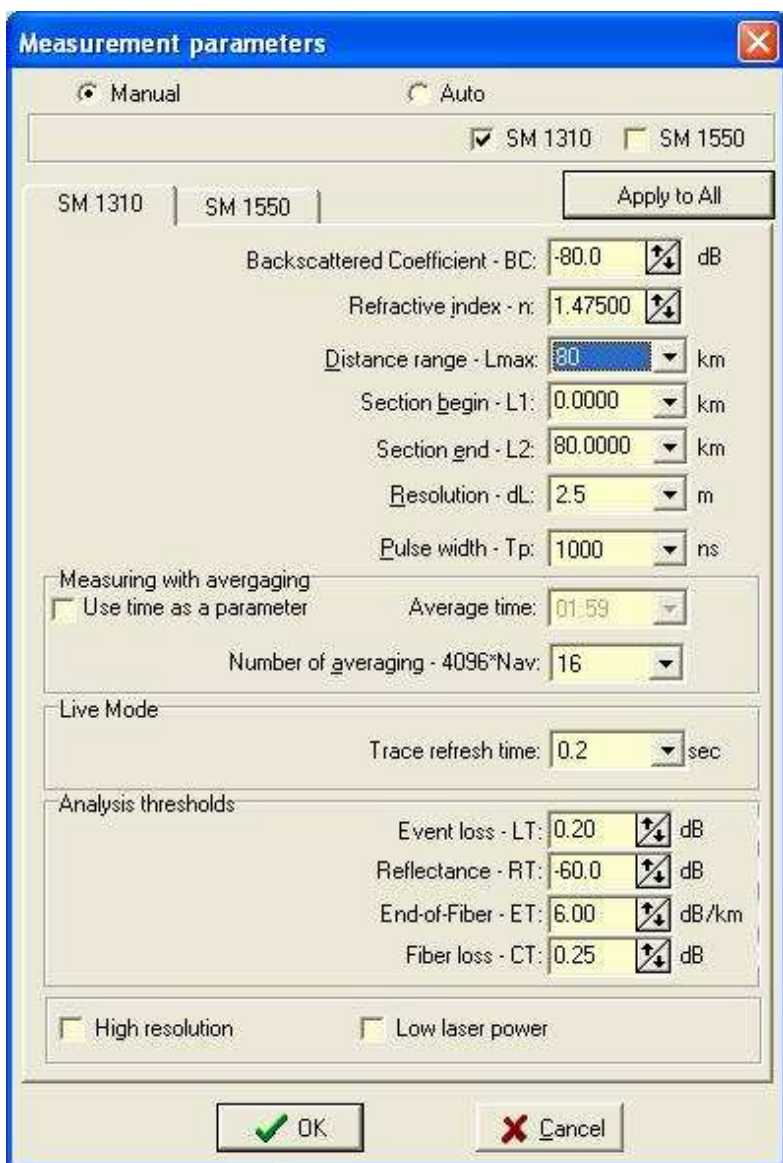 Measurement parameters
Manual Auto
SM 1310 SM 1550
SM 1310 SM 1550 Apply to All
Backscattered Coefficient - BC: -80.0 dB
Refractive index - n: 1.47500
Distance range - Lmax: 80 km
Section begin - L1: 0.0000 km
Section end - L2: 80.0000 km
Resolution - dL: 2.5 m
Pulse width - Tp: 1000 ns
Measuring with avergaging
Use time as a parameter Average time: 01:59
Number of averaging - 4096*Nav: 16
Live Mode
Trace refresh time: 0.2 sec
Analysis thresholds
Event loss - LT: 0.20 dB
Reflectance - RT: -60.0 dB
End-of-Fiber - ET: 6.00 dB/km
Fiber loss - CT: 0.25 dB
High resolution Low laser power
OK Cancel